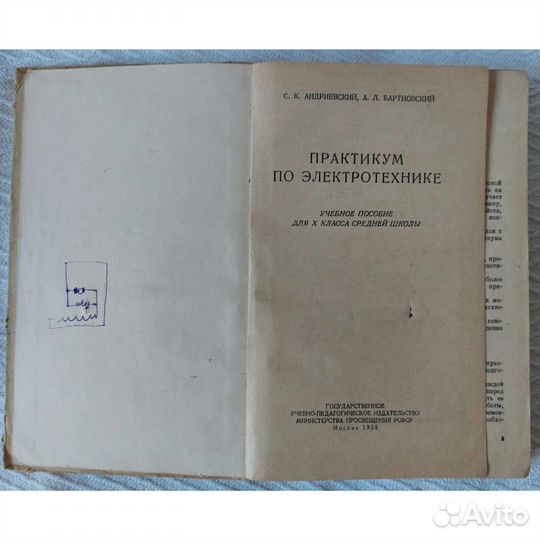 С. К. АНДРИЕВСКИЙ, А. Л. БАРТНОВСКИЙ
ПРАКТИКУМ
ПО ЭЛЕКТРОТЕХНИКЕ
УЧЕБНОЕ ПОСОБИЕ
ДЛЯ X КЛАССА СРЕДНЕЙ ШКОЛЫ
ГОСУДАРСТВЕННОЕ
УЧЕБНО-ПЕДАГОГИЧЕСКОЕ ИЗДАТЕЛЬСТВО
МИНИСТЕРСТВА ПРОСВЕЩЕНИЯ РСФСР
Москва 1958
Avito